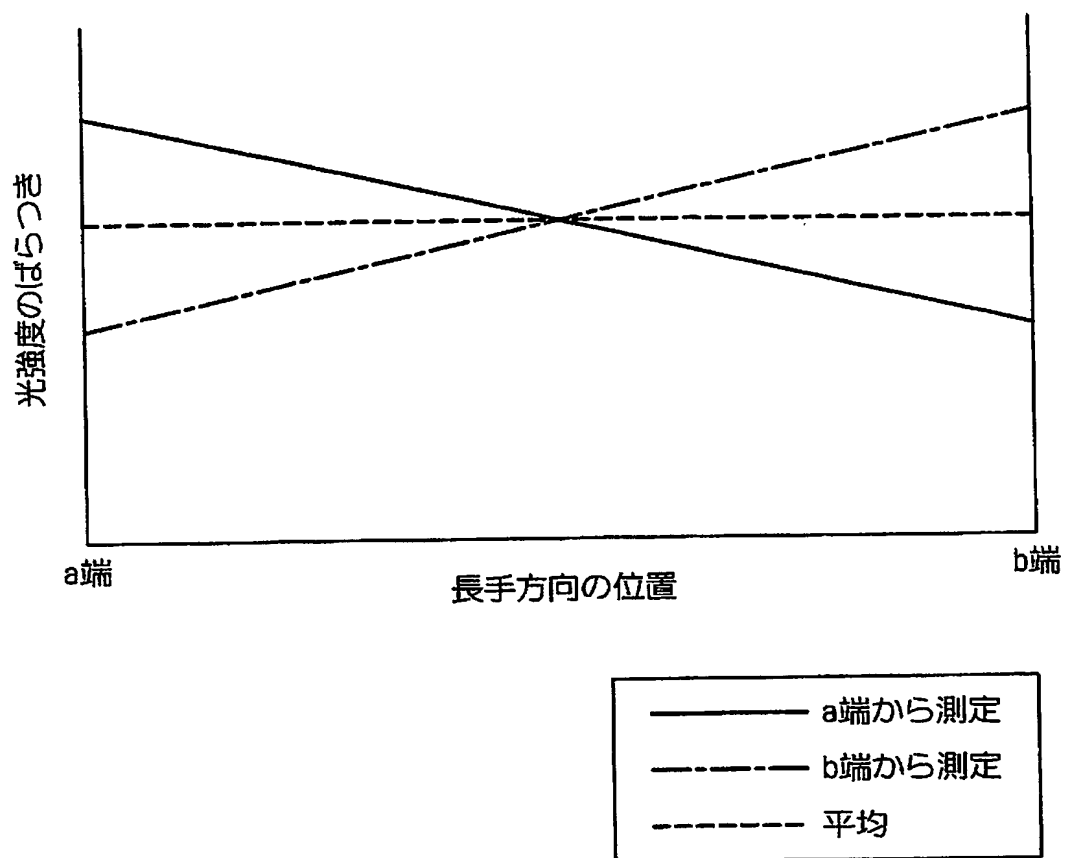 光強度のばらつき
a端
b端
長手方向の位置
a端から測定
b端から測定
平均